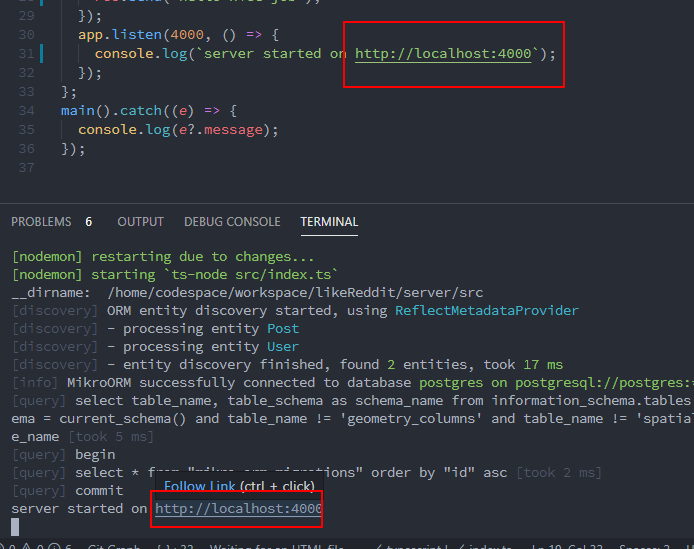 29 });
30 app.listen(4000, () => {
31 console.log(`server started on http://localhost:4000`);
32 });
33 };
34 main().catch((e) => {
35 console.log(e?.message);
36 });
37
PROBLEMS 6 OUTPUT DEBUG CONSOLE TERMINAL
[nodemon] restarting due to changes...
[nodemon] starting `ts-node src/index.ts`
__dirname: /home/codespace/workspace/likeReddit/server/src
[discovery] ORM entity discovery started, using ReflectMetadataProvider
[discovery] - processing entity Post
[discovery] - processing entity User
[discovery] - entity discovery finished, found 2 entities, took 17 ms
[info] MikroORM successfully connected to database postgres on postgresql://postgres:
[query] select table_name, table_schema as schema_name from information_schema.tables
ema = current_schema() and table_name != 'geometry_columns' and table_name != 'spatial
e_name [took 5 ms]
[query] begin
[query] select * from "mikro_orm_migrations" order by "id" asc [took 2 ms]
[query] commit
Follow Link (ctrl + click)
server started on http://localhost:4000